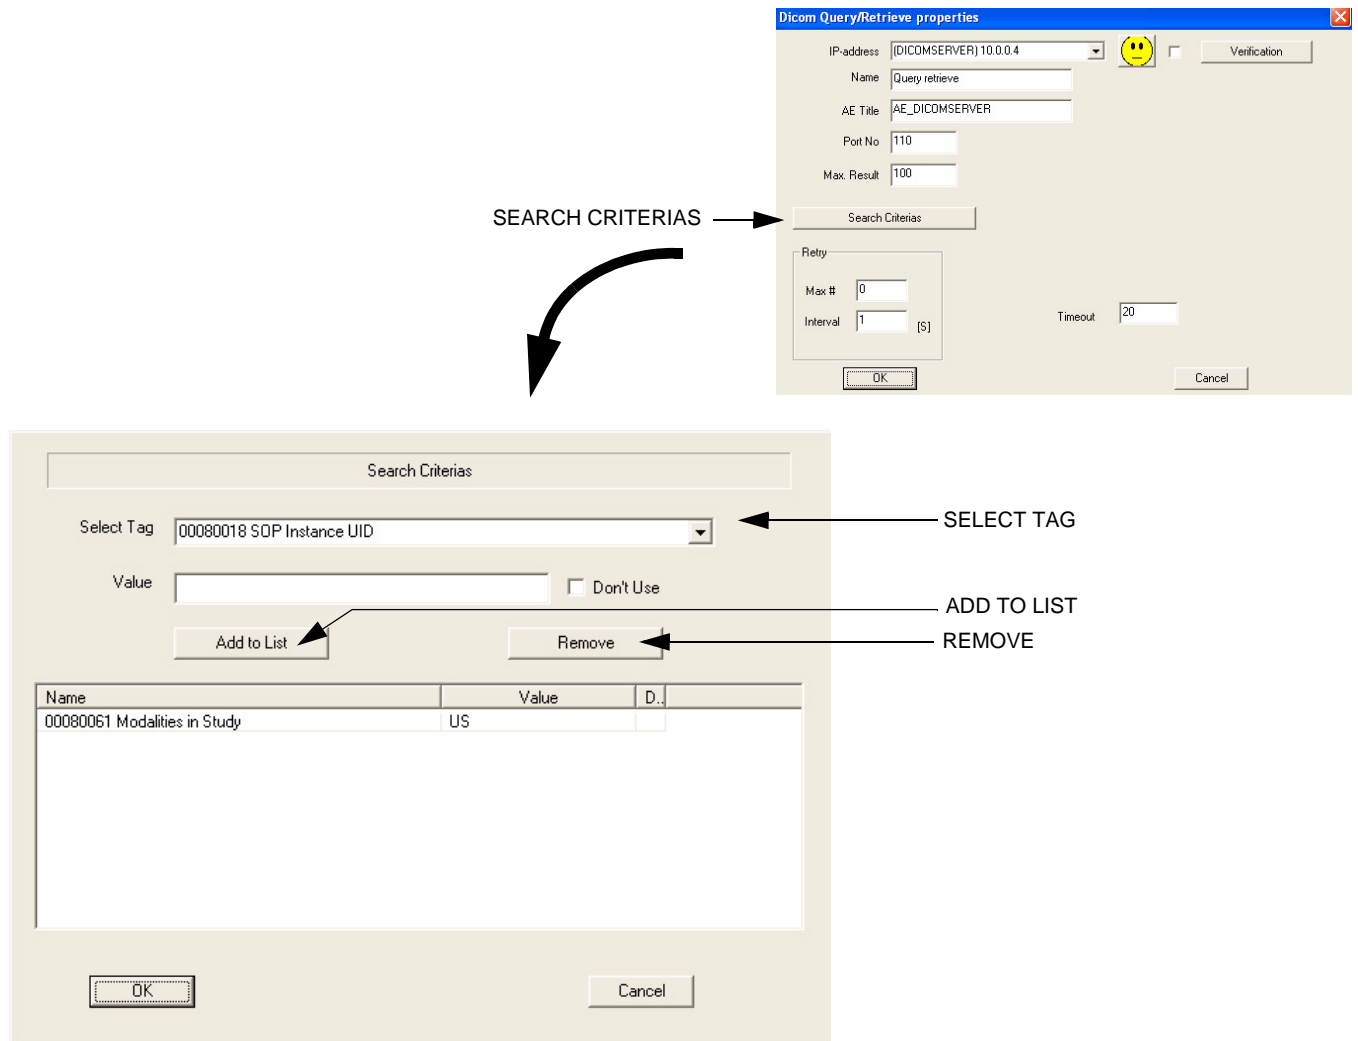 Dicom Query/Retrieve properties
IP-address (DICOMSERVER) 10.0.0.4 Verification
Name Query retrieve
AE Title AE_DICOMSERVER
Port No 110
Max. Result 100
SEARCH CRITERIAS Search Criterias
Retry
Max # 0
Interval 1 [S]
Timeout 20
OK Cancel
Search Criterias
Select Tag 00080018 SOP Instance UID SELECT TAG
Value Don't Use
ADD TO LIST
Add to List Remove REMOVE
Name Value D..
00080061 Modalities in Study US
OK Cancel